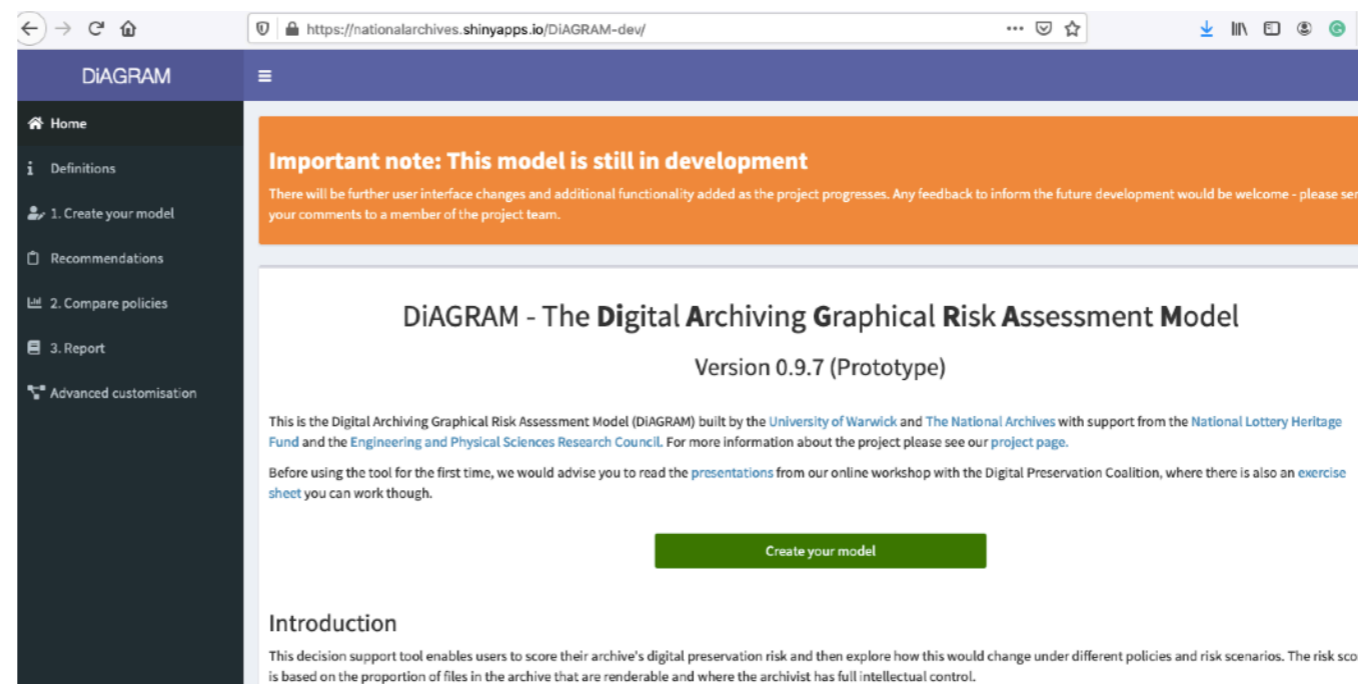 https://nationalarchives.shinyapps.io/DiAGRAM-dev/
DiAGRAM
Home
Definitions
1. Create your model
Recommendations
2. Compare policies
3. Report
Advanced customisation
Important note: This model is still in development
There will be further user interface changes and additional functionality added as the project progresses. Any feedback to inform the future development would be welcome - please
your comments to a member of the project team.
DiAGRAM - The Digital Archiving Graphical Risk Assessment Model
Version 0.9.7 (Prototype)
This is the Digital Archiving Graphical Risk Assessment Model (DiAGRAM) built by the University of Warwick and The National Archives with support from the National Lottery Heritage
Fund and the Engineering and Physical Sciences Research Council. For more information about the project please see our project page.
Before using the tool for the first time, we would advise you to read the presentations from our online workshop with the Digital Preservation Coalition, where there is also an exercise
sheet you can work though.
Create your model
Introduction
This decision support tool enables users to score their archive's digital preservation risk and then explore how this would change under different policies and risk scenarios. The risk
is based on the proportion of files in the archive that are renderable and where the archivist has full intellectual control.